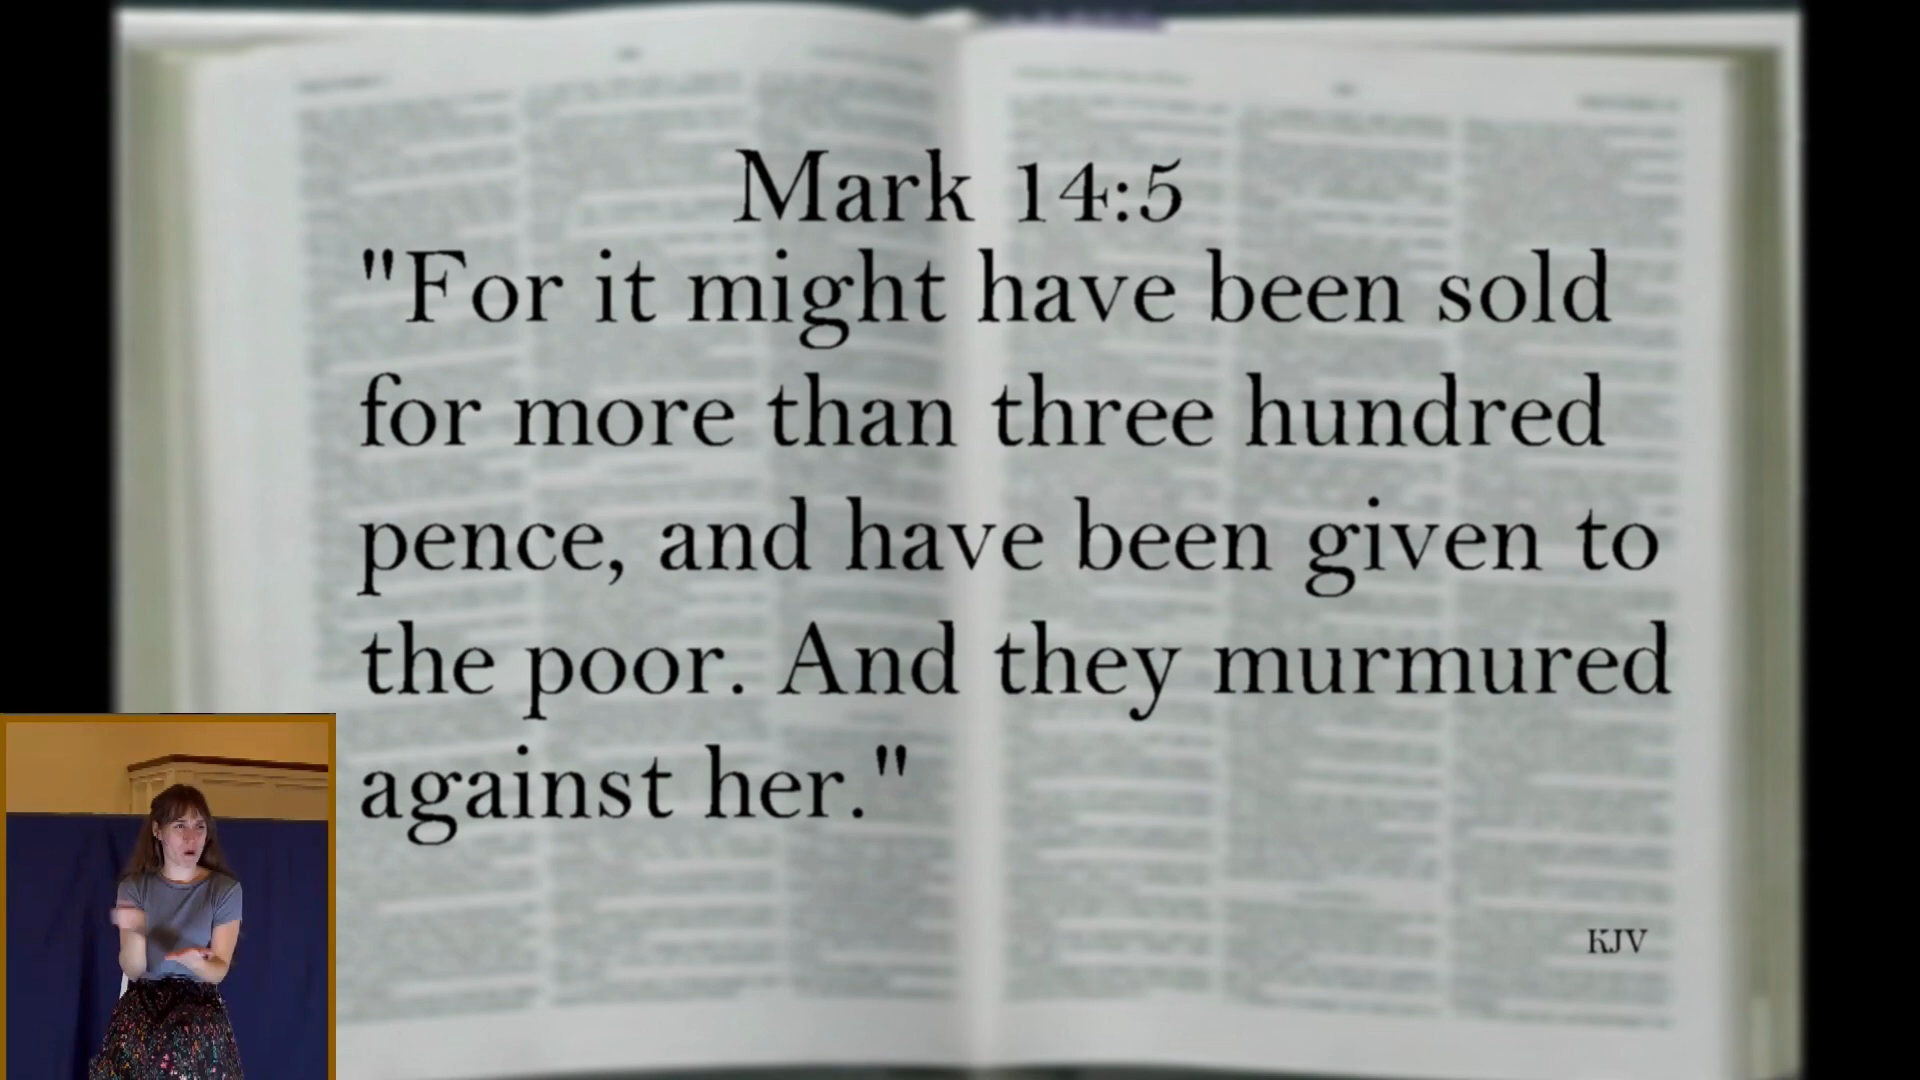 Mark 14:5
"For it might have been sold
for more than three hundred
pence, and have been given to
the poor. And they murmured
against her."
KJV